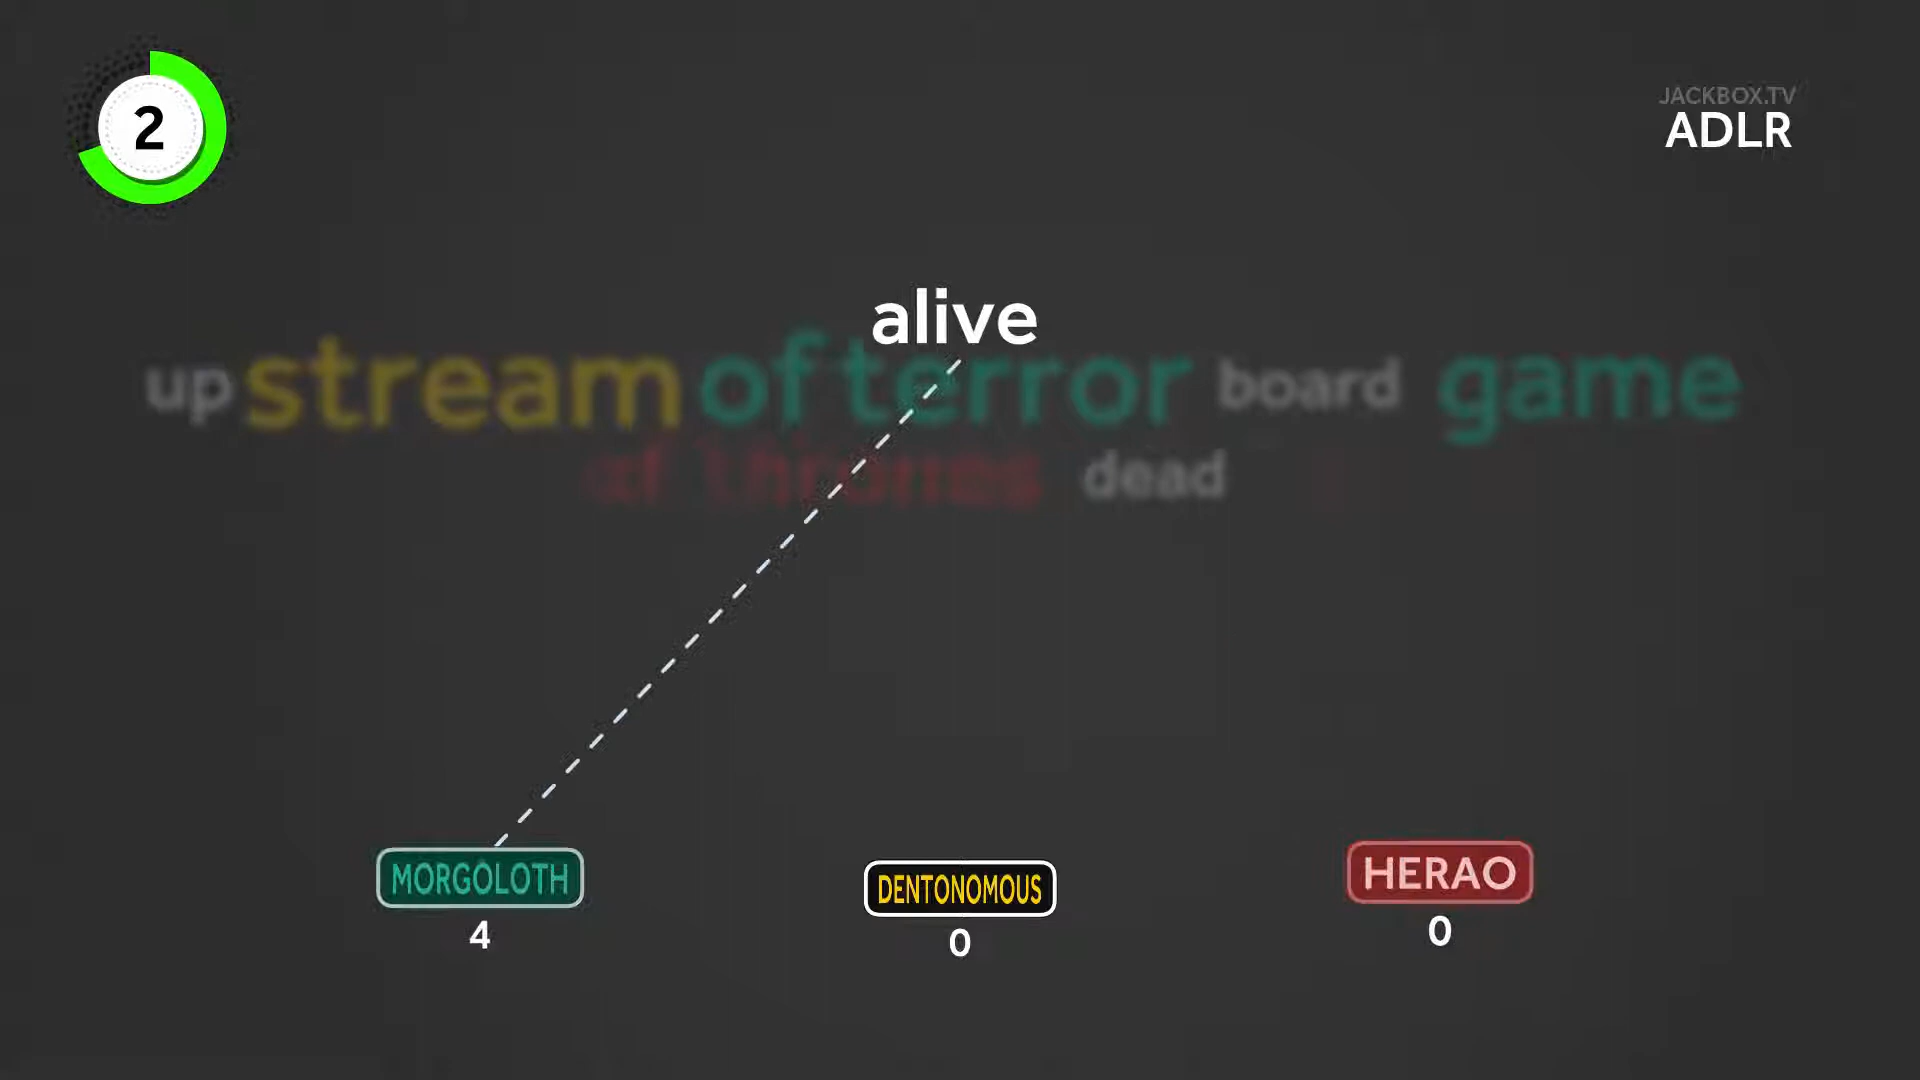 2
JACKBOX.TV
ADLR
alive
up stream of terror board game
of thrones dead
MORGOLOTH
DENTONOMOUS
HERAO
4
0
0